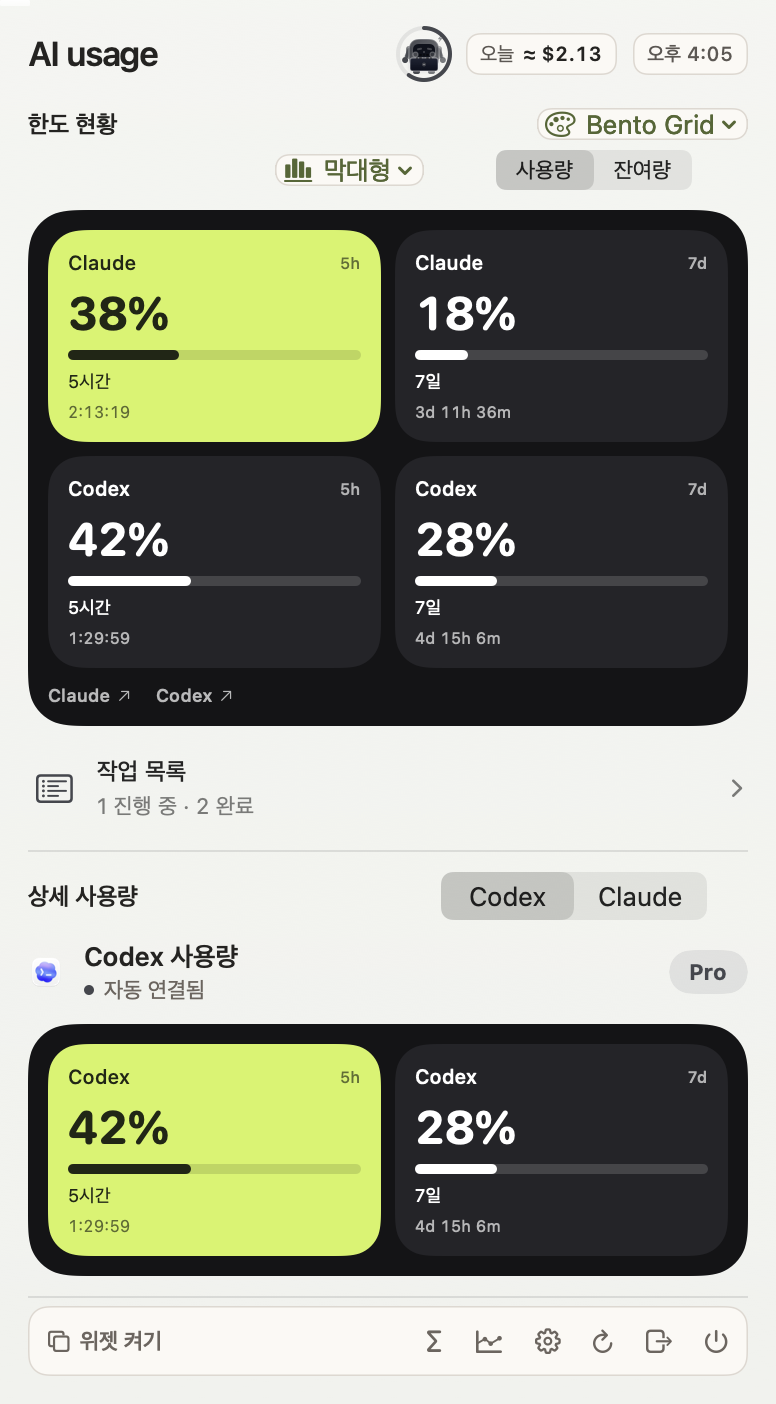 AI usage
오늘 ≈ $2.13
오후 4:05
한도 현황
Bento Grid
막대형
사용량
잔여량
Claude 5h
38%
5시간
2:13:19
Claude 7d
18%
7일
3d 11h 36m
Codex 5h
42%
5시간
1:29:59
Codex 7d
28%
7일
4d 15h 6m
Claude ↗ Codex ↗
작업 목록
1 진행 중 · 2 완료
상세 사용량
Codex
Claude
Codex 사용량
자동 연결됨
Pro
Codex 5h
42%
5시간
1:29:59
Codex 7d
28%
7일
4d 15h 6m
위젯 켜기